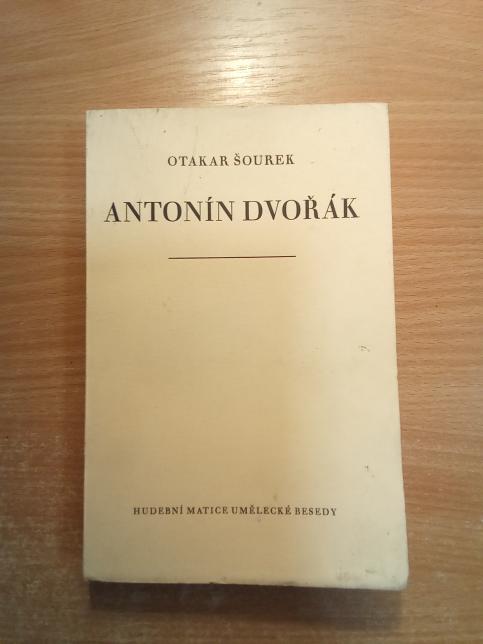 OTAKAR ŠOUREK
ANTONÍN DVOŘÁK
HUDEBNÍ MATICE UMĚLECKÉ BESEDY